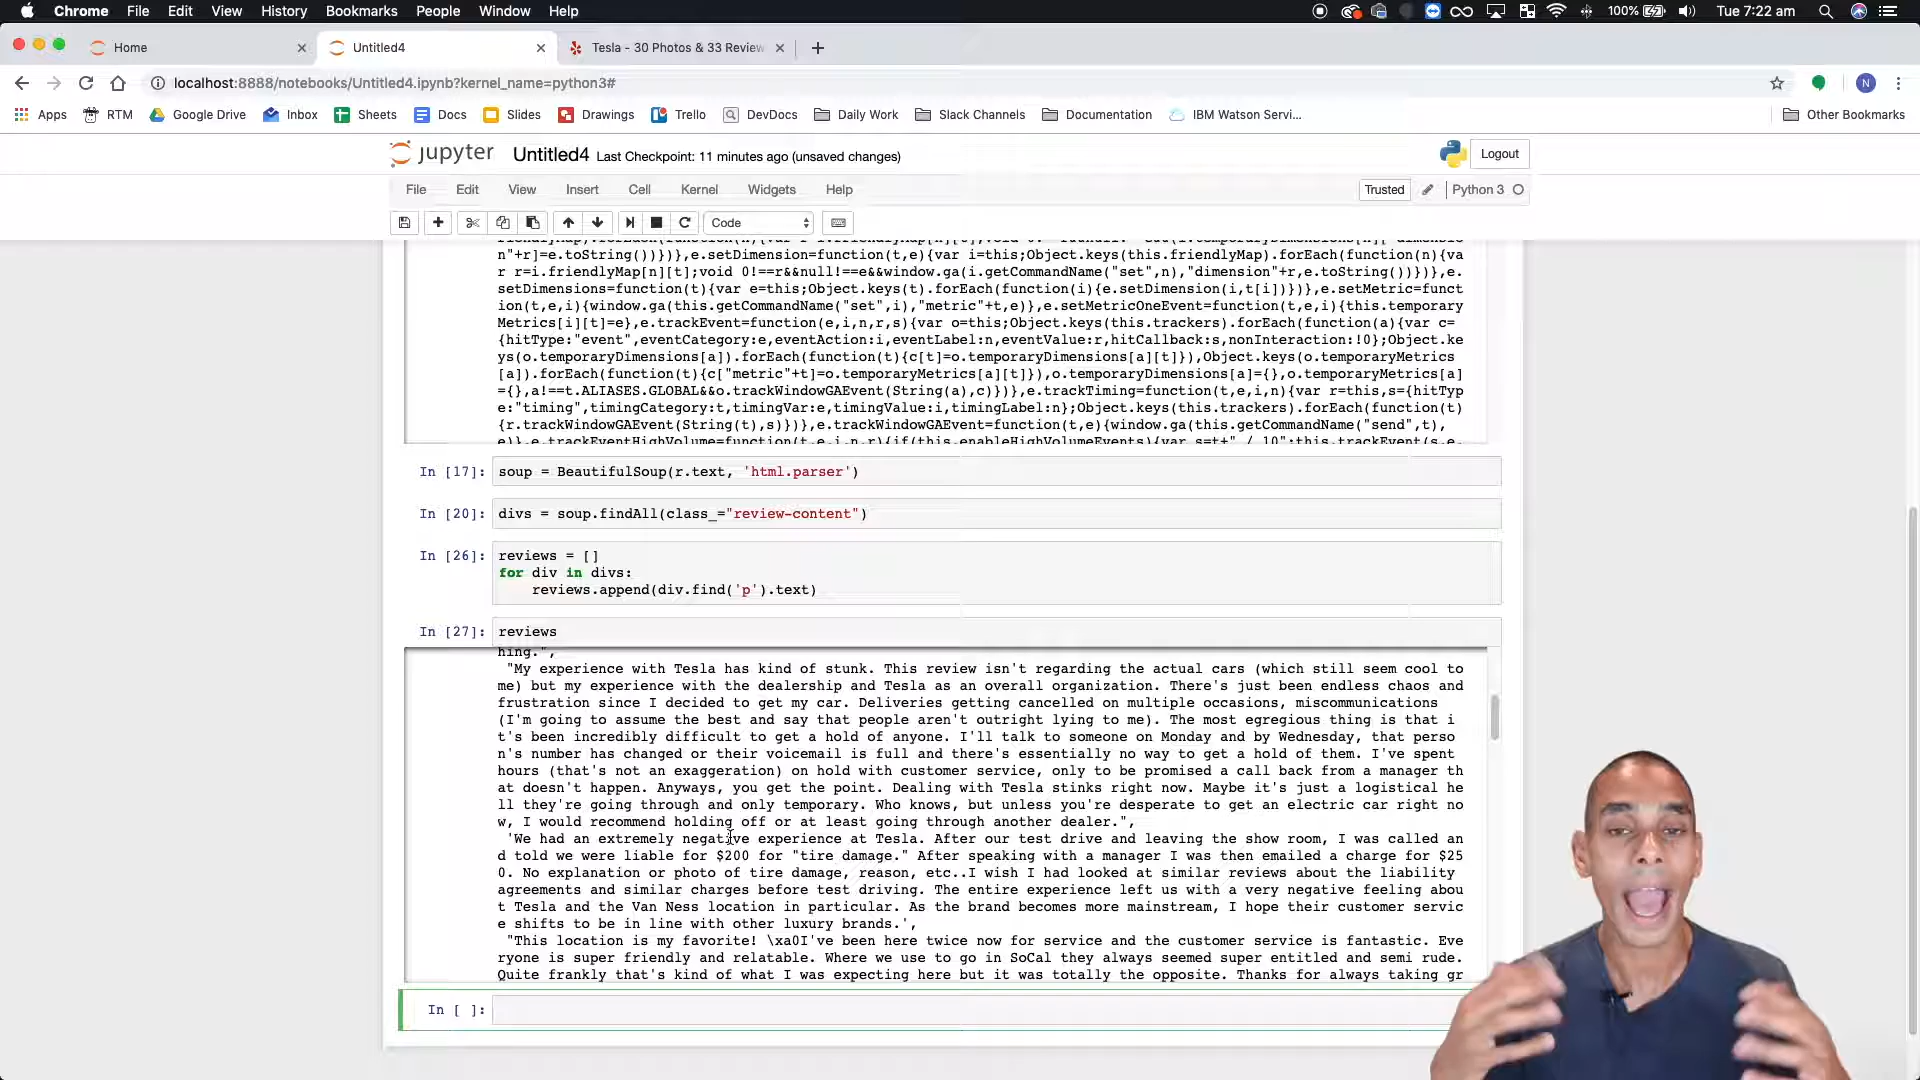 Chrome File Edit View History Bookmarks People Window Help 100% Tue 7:22 am
Home Untitled4 Tesla - 30 Photos & 33 Review
localhost:8888/notebooks/Untitled4.ipynb?kernel_name=python3# N
Apps RTM Google Drive Inbox Sheets Docs Slides Drawings Trello DevDocs Daily Work Slack Channels Documentation IBM Watson Servi... Other Bookmarks
jupyter Untitled4 Last Checkpoint: 11 minutes ago (unsaved changes) Logout
File Edit View Insert Cell Kernel Widgets Help Trusted Python 3
Code
n"+r]=e.toString())})},e.setDimension=function(t,e){var i=this;Object.keys(this.friendlyMap).forEach(function(n){va
r r=i.friendlyMap[n][t];void 0!==r&&null!==e&&window.ga(i.getCommandName("set",n),"dimension"+r,e.toString())})},e.
setDimensions=function(t){var e=this;Object.keys(t).forEach(function(i){e.setDimension(i,t[i])})},e.setMetric=funct
ion(t,e,i){window.ga(this.getCommandName("set",i),"metric"+t,e)},e.setMetricOneEvent=function(t,e,i){this.temporary
Metrics[i][t]=e},e.trackEvent=function(e,i,n,r,s){var o=this;Object.keys(this.trackers).forEach(function(a){var c=
{hitType:"event",eventCategory:e,eventAction:i,eventLabel:n,eventValue:r,hitCallback:s,nonInteraction:!0};Object.ke
ys(o.temporaryDimensions[a]).forEach(function(t){c[t]=o.temporaryDimensions[a][t]}),Object.keys(o.temporaryMetrics
[a]).forEach(function(t){c["metric"+t]=o.temporaryMetrics[a][t]}),o.temporaryDimensions[a]={},o.temporaryMetrics[a]
={},a!==t.ALIASES.GLOBAL&&o.trackWindowGAEvent(String(a),c)})},e.trackTiming=function(t,e,i,n){var r=this,s={hitTyp
e:"timing",timingCategory:t,timingVar:e,timingValue:i,timingLabel:n};Object.keys(this.trackers).forEach(function(t)
{r.trackWindowGAEvent(String(t),s)})},e.trackWindowGAEvent=function(t,e){window.ga(this.getCommandName("send",t),
e)},e.trackEventHighVolume=function(t,e,i,n,r){if(this.enableHighVolumeEvents){var s=t+" / 10";this.trackEvent(s,e,
In [17]: soup = BeautifulSoup(r.text, 'html.parser')
In [20]: divs = soup.findAll(class_="review-content")
In [26]: reviews = []
for div in divs:
reviews.append(div.find('p').text)
In [27]: reviews
hing.",
"My experience with Tesla has kind of stunk. This review isn't regarding the actual cars (which still seem cool to
me) but my experience with the dealership and Tesla as an overall organization. There's just been endless chaos and
frustration since I decided to get my car. Deliveries getting cancelled on multiple occasions, miscommunications
(I'm going to assume the best and say that people aren't outright lying to me). The most egregious thing is that i
t's been incredibly difficult to get a hold of anyone. I'll talk to someone on Monday and by Wednesday, that perso
n's number has changed or their voicemail is full and there's essentially no way to get a hold of them. I've spent
hours (that's not an exaggeration) on hold with customer service, only to be promised a call back from a manager th
at doesn't happen. Anyways, you get the point. Dealing with Tesla stinks right now. Maybe it's just a logistical he
ll they're going through and only temporary. Who knows, but unless you're desperate to get an electric car right no
w, I would recommend holding off or at least going through another dealer.",
'We had an extremely negative experience at Tesla. After our test drive and leaving the show room, I was called an
d told we were liable for $200 for "tire damage." After speaking with a manager I was then emailed a charge for $25
0. No explanation or photo of tire damage, reason, etc..I wish I had looked at similar reviews about the liability
agreements and similar charges before test driving. The entire experience left us with a very negative feeling abou
t Tesla and the Van Ness location in particular. As the brand becomes more mainstream, I hope their customer servic
e shifts to be in line with other luxury brands.',
"This location is my favorite! \xa0I've been here twice now for service and the customer service is fantastic. Eve
ryone is super friendly and relatable. Where we use to go in SoCal they always seemed super entitled and semi rude.
Quite frankly that's kind of what I was expecting here but it was totally the opposite. Thanks for always taking gr
In [ ]: